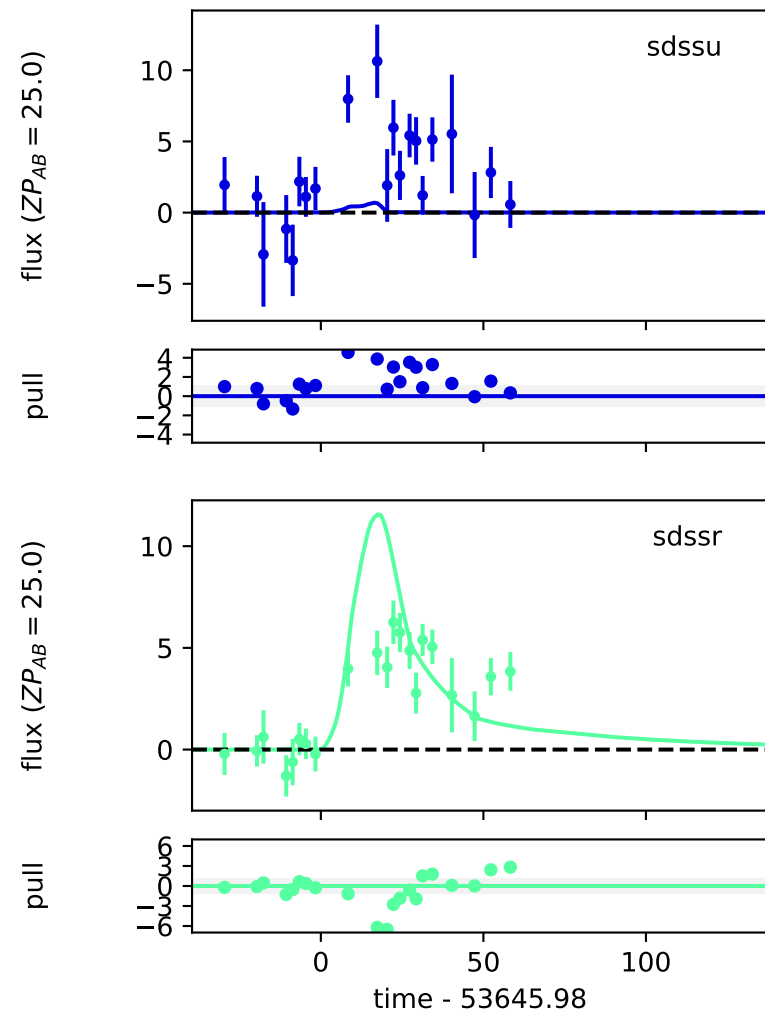 sdssu
flux ($ZP_{AB}$ = 25.0)
10
5
0
−5
pull
4
2
0
−2
−4
sdssr
flux ($ZP_{AB}$ = 25.0)
10
5
0
pull
6
3
0
−3
−6
0 50 100
time - 53645.98